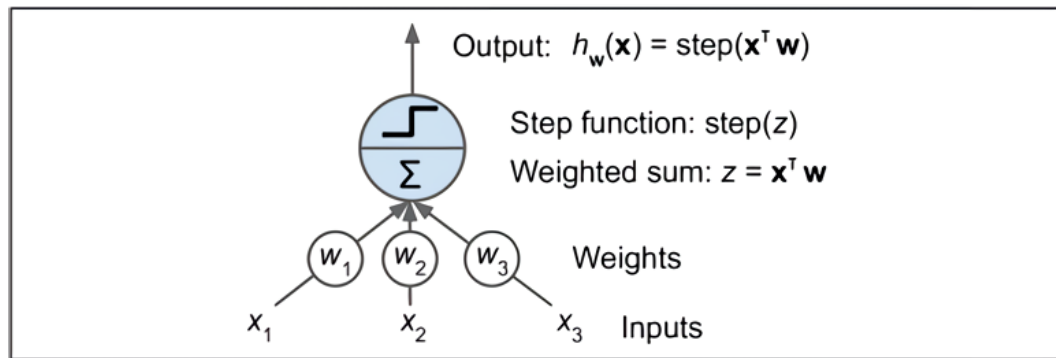 Output: h_w(x) = step(xᵀ w)
Step function: step(z)
Σ
Weighted sum: z = xᵀ w
w₁ w₂ w₃ Weights
x₁ x₂ x₃ Inputs